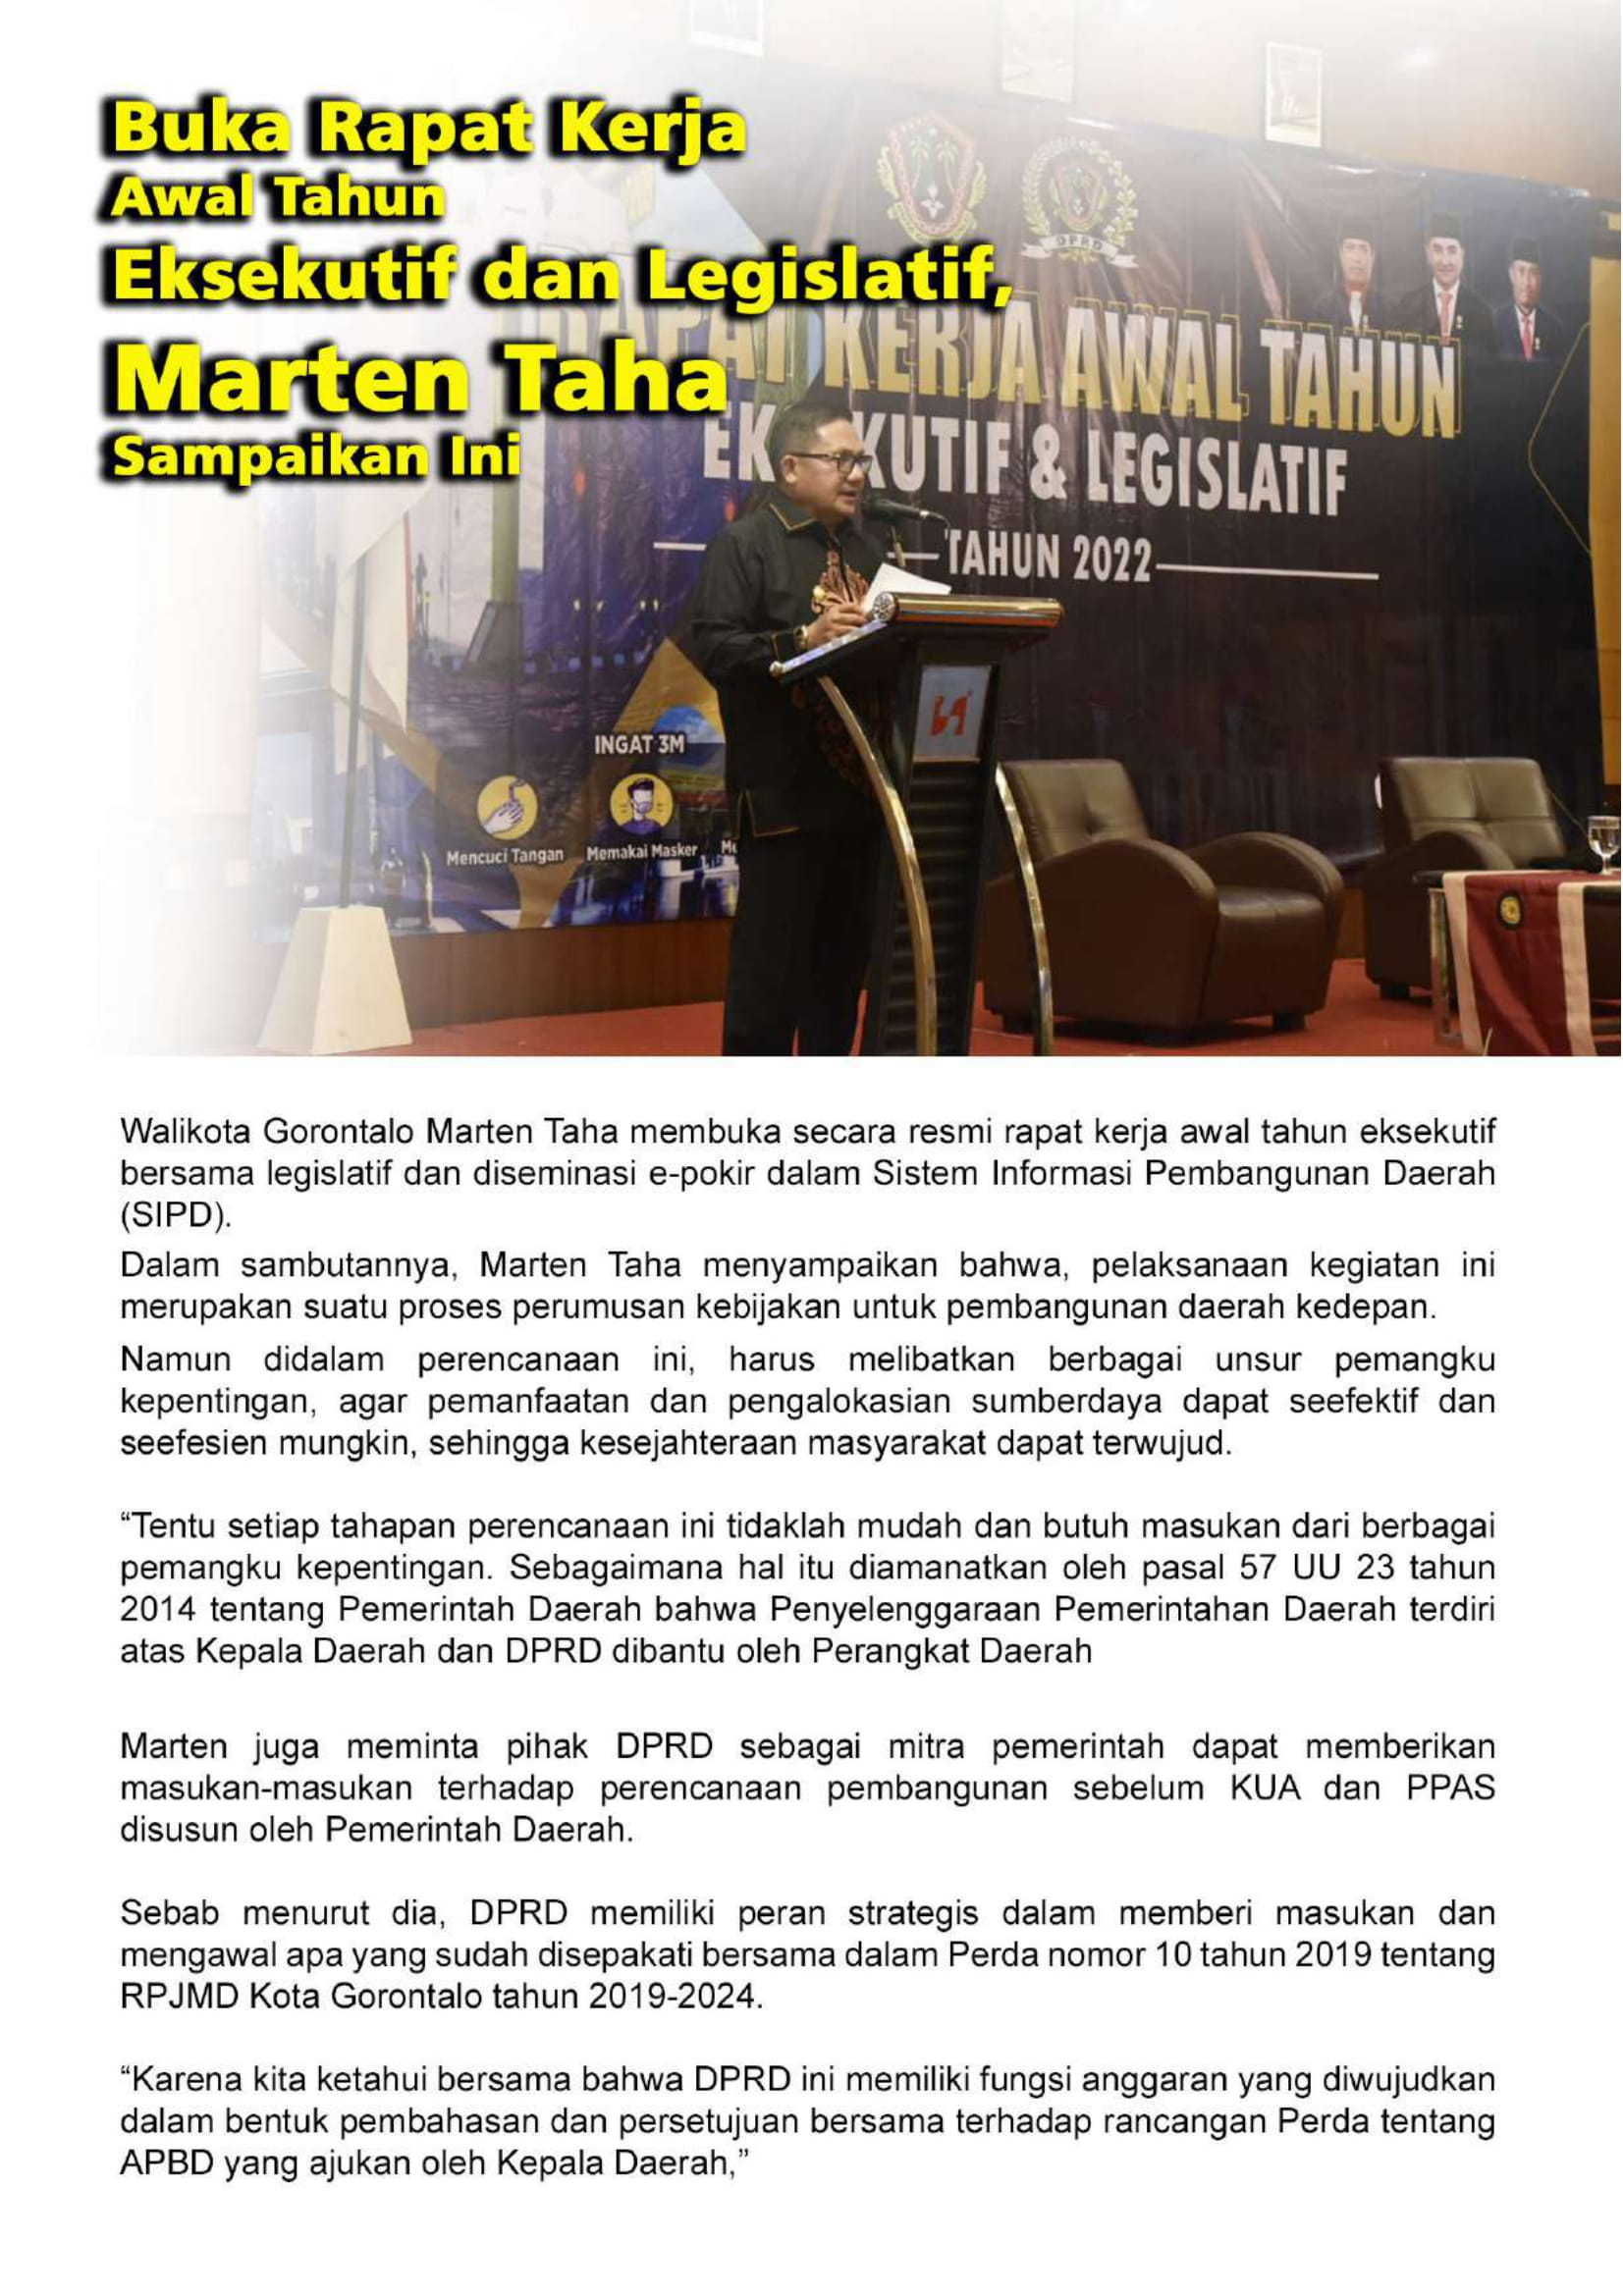 Buka Rapat Kerja
Awal Tahun
Eksekutif dan Legislatif,
Marten Taha
Sampaikan Ini
DPRD
RAPAT KERJA AWAL TAHUN
EK KUTIF & LEGISLATIF
TAHUN 2022
INGAT 3M
Mencuci Tangan Memakai Masker Me
Walikota Gorontalo Marten Taha membuka secara resmi rapat kerja awal tahun eksekutif
bersama legislatif dan diseminasi e-pokir dalam Sistem Informasi Pembangunan Daerah
(SIPD).
Dalam sambutannya, Marten Taha menyampaikan bahwa, pelaksanaan kegiatan ini
merupakan suatu proses perumusan kebijakan untuk pembangunan daerah kedepan.
Namun didalam perencanaan ini, harus melibatkan berbagai unsur pemangku
kepentingan, agar pemanfaatan dan pengalokasian sumberdaya dapat seefektif dan
seefesien mungkin, sehingga kesejahteraan masyarakat dapat terwujud.
“Tentu setiap tahapan perencanaan ini tidaklah mudah dan butuh masukan dari berbagai
pemangku kepentingan. Sebagaimana hal itu diamanatkan oleh pasal 57 UU 23 tahun
2014 tentang Pemerintah Daerah bahwa Penyelenggaraan Pemerintahan Daerah terdiri
atas Kepala Daerah dan DPRD dibantu oleh Perangkat Daerah
Marten juga meminta pihak DPRD sebagai mitra pemerintah dapat memberikan
masukan-masukan terhadap perencanaan pembangunan sebelum KUA dan PPAS
disusun oleh Pemerintah Daerah.
Sebab menurut dia, DPRD memiliki peran strategis dalam memberi masukan dan
mengawal apa yang sudah disepakati bersama dalam Perda nomor 10 tahun 2019 tentang
RPJMD Kota Gorontalo tahun 2019-2024.
“Karena kita ketahui bersama bahwa DPRD ini memiliki fungsi anggaran yang diwujudkan
dalam bentuk pembahasan dan persetujuan bersama terhadap rancangan Perda tentang
APBD yang ajukan oleh Kepala Daerah,”